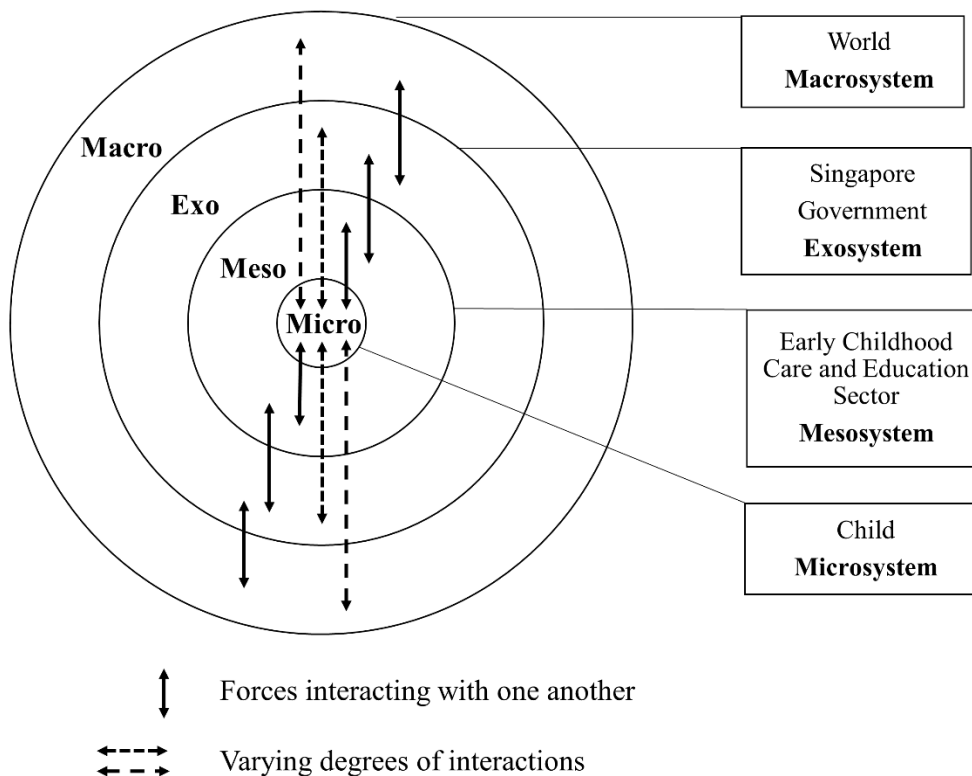 Macro
Exo
Meso
Micro
World
Macrosystem
Singapore
Government
Exosystem
Early Childhood
Care and Education
Sector
Mesosystem
Child
Microsystem
Forces interacting with one another
Varying degrees of interactions